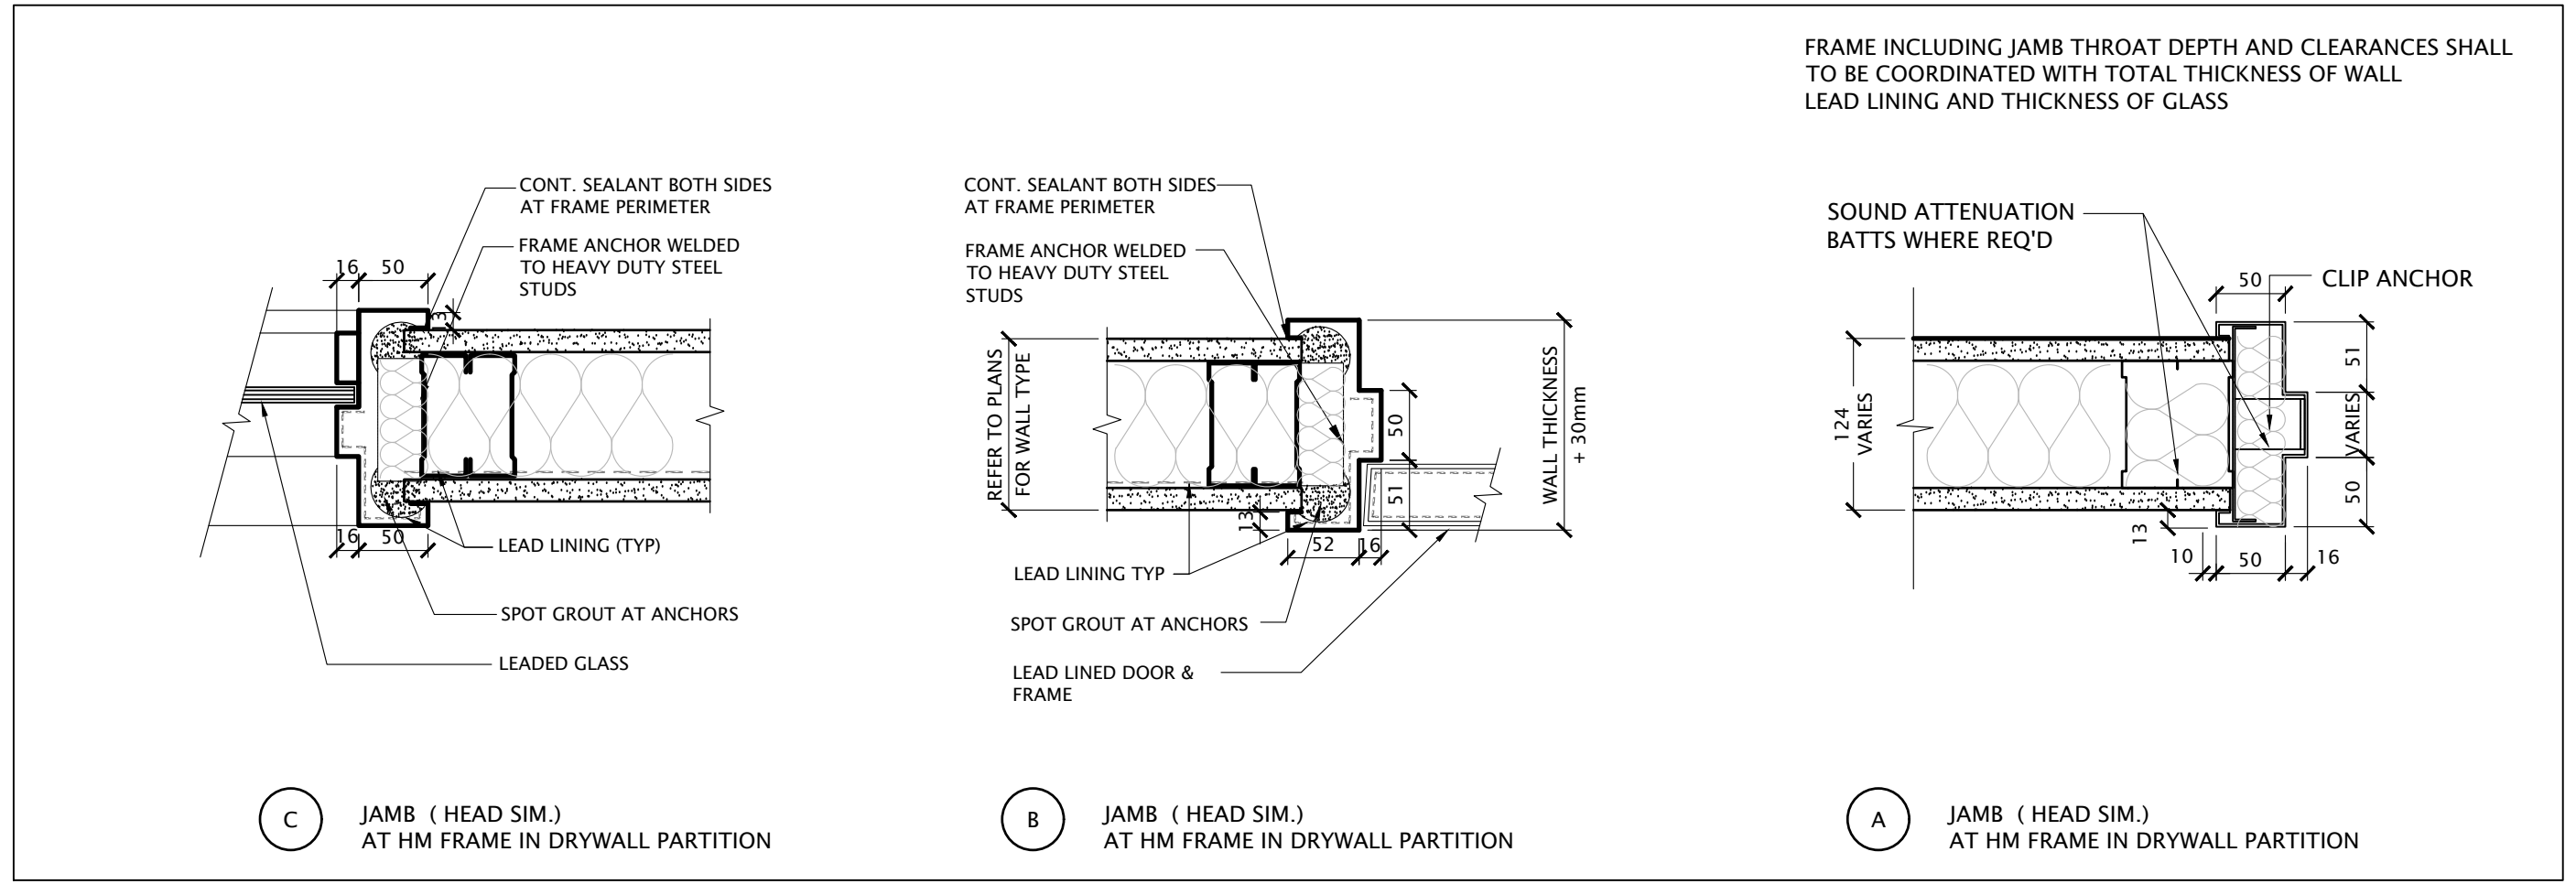 FRAME INCLUDING JAMB THROAT DEPTH AND CLEARANCES SHALL
TO BE COORDINATED WITH TOTAL THICKNESS OF WALL
LEAD LINING AND THICKNESS OF GLASS
CONT. SEALANT BOTH SIDES
AT FRAME PERIMETER
FRAME ANCHOR WELDED
TO HEAVY DUTY STEEL
STUDS
16
50
13
16
50
LEAD LINING (TYP)
SPOT GROUT AT ANCHORS
LEADED GLASS
C
JAMB ( HEAD SIM.)
AT HM FRAME IN DRYWALL PARTITION
CONT. SEALANT BOTH SIDES
AT FRAME PERIMETER
FRAME ANCHOR WELDED
TO HEAVY DUTY STEEL
STUDS
REFER TO PLANS
FOR WALL TYPE
50
51
WALL THICKNESS
+ 30mm
13
52
16
LEAD LINING TYP
SPOT GROUT AT ANCHORS
LEAD LINED DOOR &
FRAME
B
JAMB ( HEAD SIM.)
AT HM FRAME IN DRYWALL PARTITION
SOUND ATTENUATION
BATTS WHERE REQ'D
50
CLIP ANCHOR
124
VARIES
51
VARIES
50
13
10
50
16
A
JAMB ( HEAD SIM.)
AT HM FRAME IN DRYWALL PARTITION